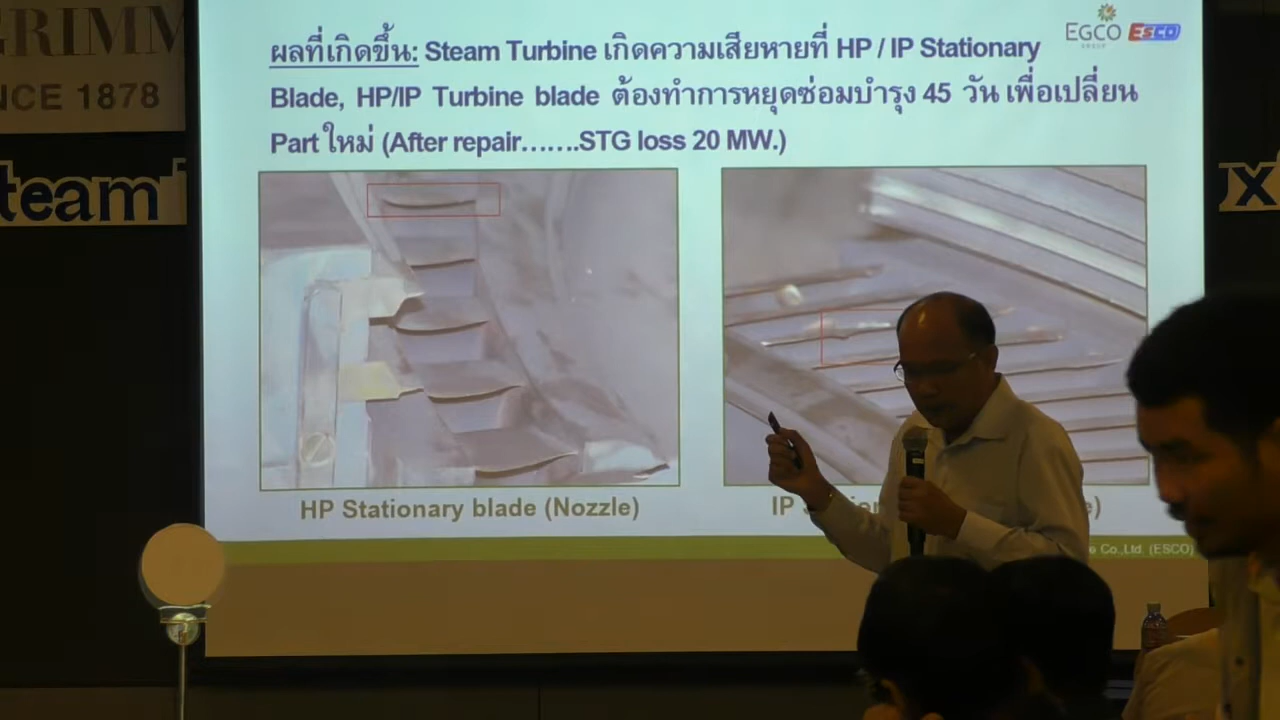 RIMM
NCE 1878
team
EGCO
GROUP
ESCO
ผลที่เกิดขึ้น: Steam Turbine เกิดความเสียหายที่ HP / IP Stationary
Blade, HP/IP Turbine blade ต้องทำการหยุดซ่อมบำรุง 45 วัน เพื่อเปลี่ยน
Part ใหม่ (After repair…….STG loss 20 MW.)
HP Stationary blade (Nozzle)
IP
Co.,Ltd. (ESCO)
x